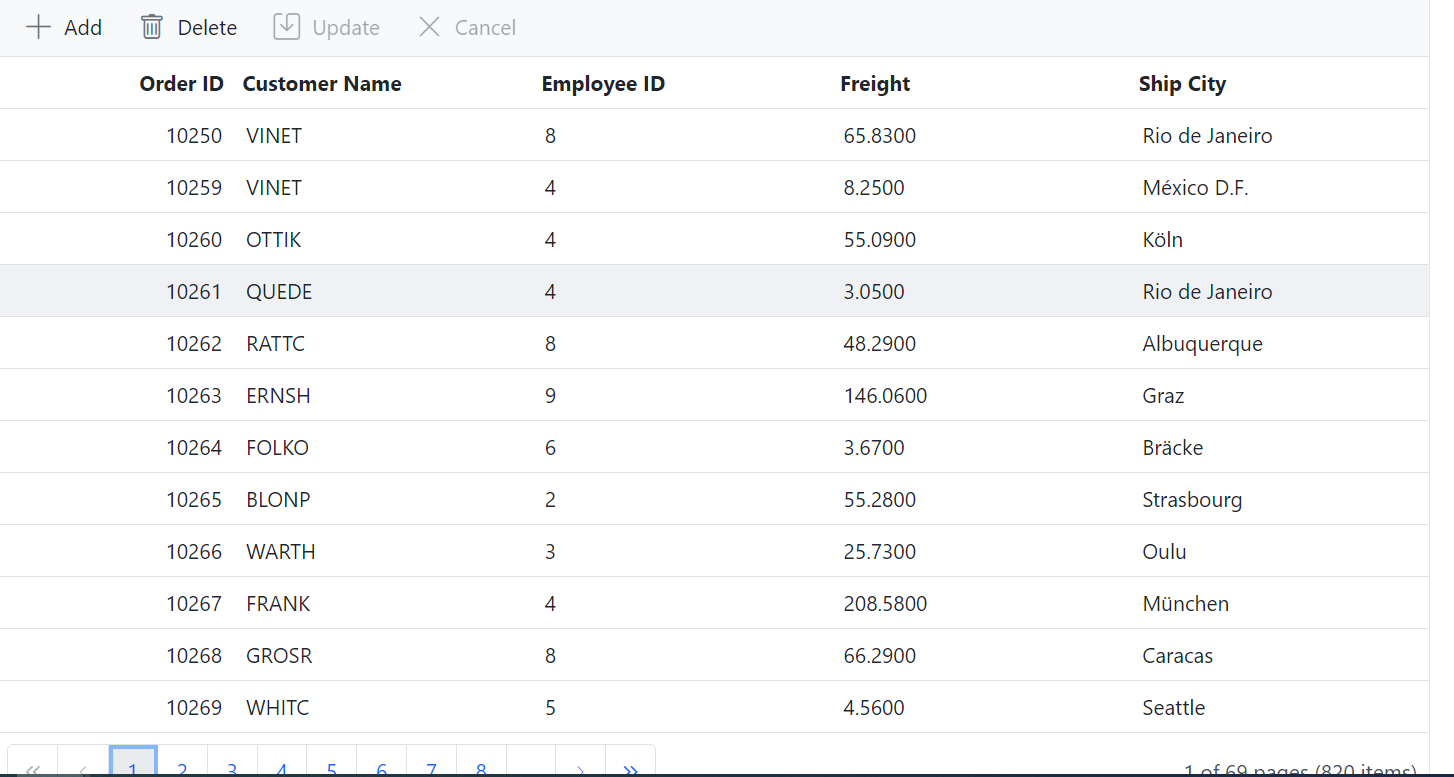 Add Delete Update Cancel
Order ID Customer Name Employee ID Freight Ship City
10250 VINET 8 65.8300 Rio de Janeiro
10259 VINET 4 8.2500 México D.F.
10260 OTTIK 4 55.0900 Köln
10261 QUEDE 4 3.0500 Rio de Janeiro
10262 RATTC 8 48.2900 Albuquerque
10263 ERNSH 9 146.0600 Graz
10264 FOLKO 6 3.6700 Bräcke
10265 BLONP 2 55.2800 Strasbourg
10266 WARTH 3 25.7300 Oulu
10267 FRANK 4 208.5800 München
10268 GROSR 8 66.2900 Caracas
10269 WHITC 5 4.5600 Seattle
1 2 3 4 5 6 7 8 1 of 69 pages (820 items)